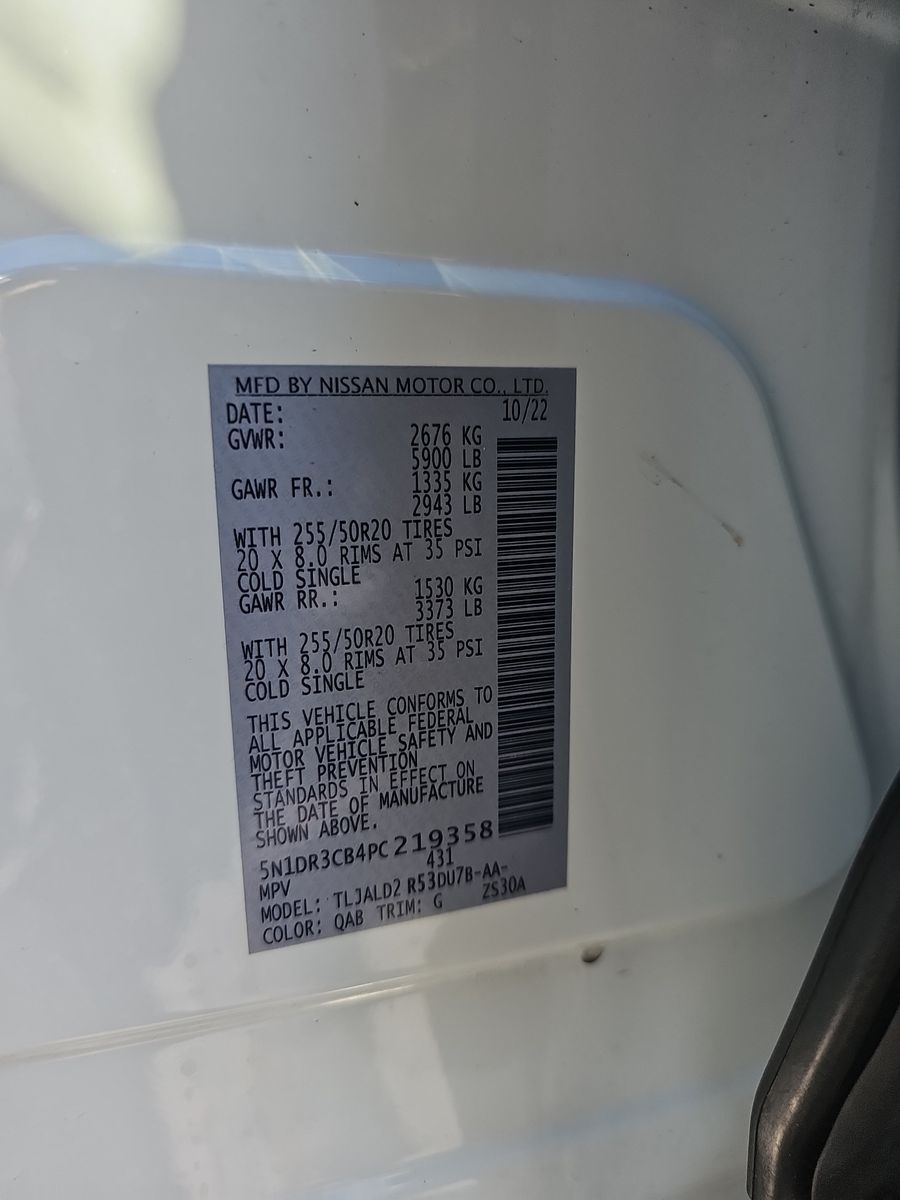 MFD BY NISSAN MOTOR CO., LTD.
DATE: 10/22
GVWR: 2676 KG
5900 LB
GAWR FR.: 1335 KG
2943 LB
WITH 255/50R20 TIRES
20 X 8.0 RIMS AT 35 PSI
COLD SINGLE
GAWR RR.: 1530 KG
3373 LB
WITH 255/50R20 TIRES
20 X 8.0 RIMS AT 35 PSI
COLD SINGLE
THIS VEHICLE CONFORMS TO
ALL APPLICABLE FEDERAL
MOTOR VEHICLE SAFETY AND
THEFT PREVENTION
STANDARDS IN EFFECT ON
THE DATE OF MANUFACTURE
SHOWN ABOVE.
5N1DR3CB4PC219358
MPV 431
MODEL: TLJALD2 R53DU7B-AA-
COLOR: QAB TRIM: G ZS30A